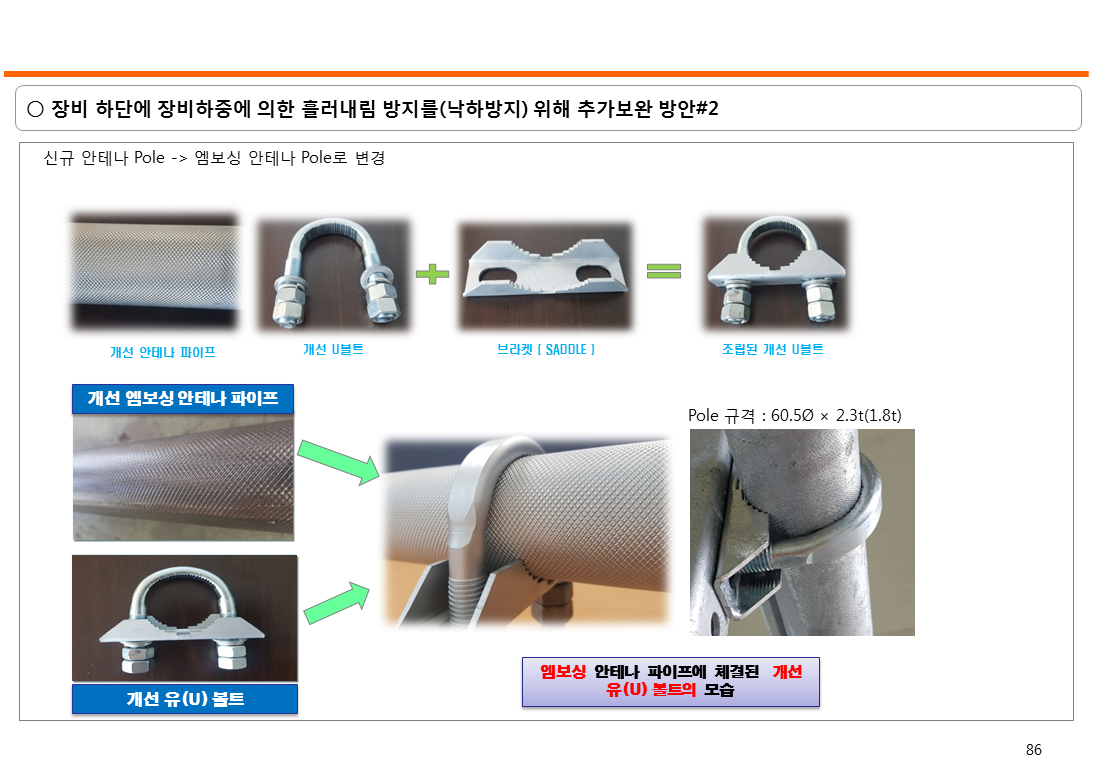 ○ 장비 하단에 장비하중에 의한 흘러내림 방지를(낙하방지) 위해 추가보완 방안#2
신규 안테나 Pole -> 엠보싱 안테나 Pole로 변경
개선 안테나 파이프
개선 U볼트
브라켓 ( SADDLE )
조립된 개선 U볼트
개선 엠보싱 안테나 파이프
Pole 규격 : 60.5Ø × 2.3t(1.8t)
개선 유(U) 볼트
엠보싱 안테나 파이프에 체결된 개선
유(U) 볼트의 모습
86